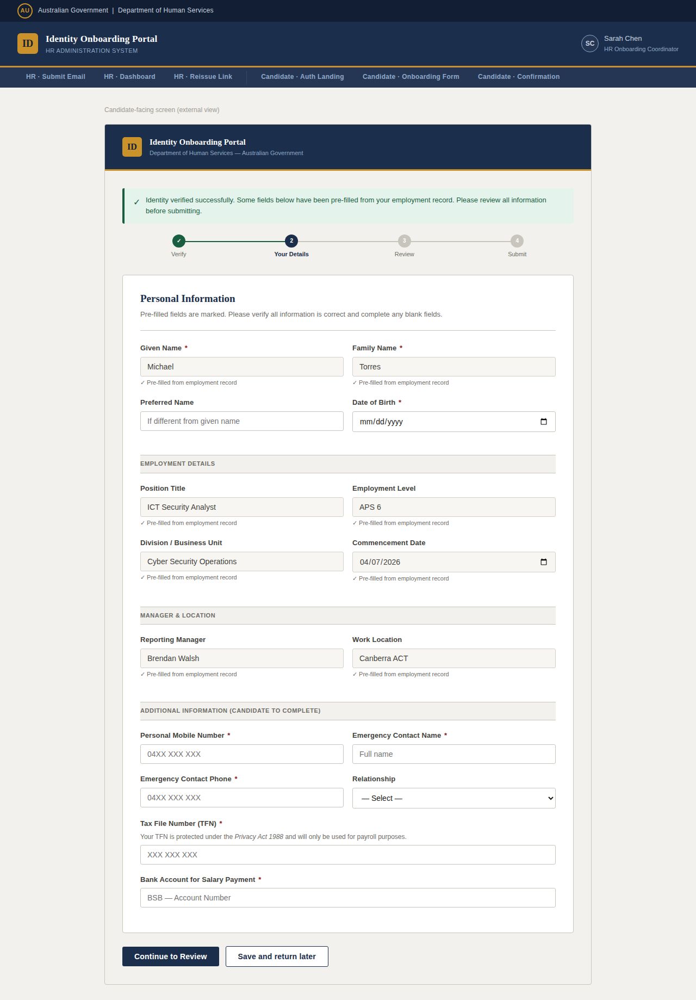 AU Australian Government | Department of Human Services
ID Identity Onboarding Portal
HR ADMINISTRATION SYSTEM
SC Sarah Chen
HR Onboarding Coordinator
HR · Submit Email HR · Dashboard HR · Reissue Link Candidate · Auth Landing Candidate · Onboarding Form Candidate · Confirmation
Candidate-facing screen (external view)
ID Identity Onboarding Portal
Department of Human Services — Australian Government
✓ Identity verified successfully. Some fields below have been pre-filled from your employment record. Please review all information
before submitting.
✓ 2 3 4
Verify Your Details Review Submit
Personal Information
Pre-filled fields are marked. Please verify all information is correct and complete any blank fields.
Given Name * Family Name *
Michael Torres
✓ Pre-filled from employment record ✓ Pre-filled from employment record
Preferred Name Date of Birth *
If different from given name mm/dd/yyyy
EMPLOYMENT DETAILS
Position Title Employment Level
ICT Security Analyst APS 6
✓ Pre-filled from employment record ✓ Pre-filled from employment record
Division / Business Unit Commencement Date
Cyber Security Operations 04/07/2026
✓ Pre-filled from employment record ✓ Pre-filled from employment record
MANAGER & LOCATION
Reporting Manager Work Location
Brendan Walsh Canberra ACT
✓ Pre-filled from employment record ✓ Pre-filled from employment record
ADDITIONAL INFORMATION (CANDIDATE TO COMPLETE)
Personal Mobile Number * Emergency Contact Name *
04XX XXX XXX Full name
Emergency Contact Phone * Relationship
04XX XXX XXX — Select —
Tax File Number (TFN) *
Your TFN is protected under the Privacy Act 1988 and will only be used for payroll purposes.
XXX XXX XXX
Bank Account for Salary Payment *
BSB — Account Number
Continue to Review Save and return later